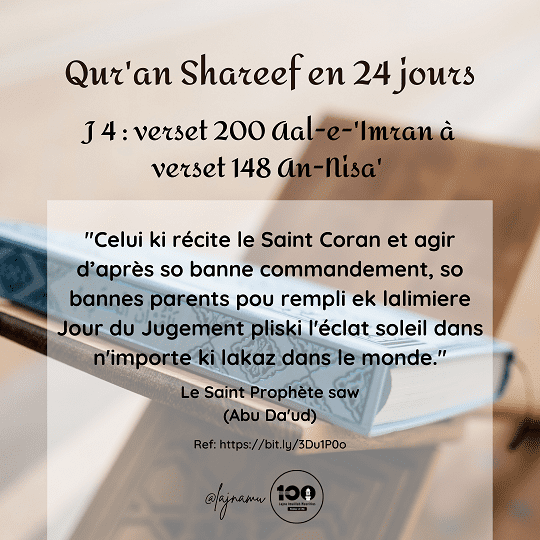 Qur'an Shareef en 24 jours
J 4 : verset 200 Aal-e-'Imran à
verset 148 An-Nisa'
"Celui ki récite le Saint Coran et agir
d’après so banne commandement, so
bannes parents pou rempli ek lalimiere
Jour du Jugement pliski l'éclat soleil dans
n'importe ki lakaz dans le monde."
Le Saint Prophète saw
(Abu Da'ud)
Ref: https://bit.ly/3Du1P0o
@lajnamu
100